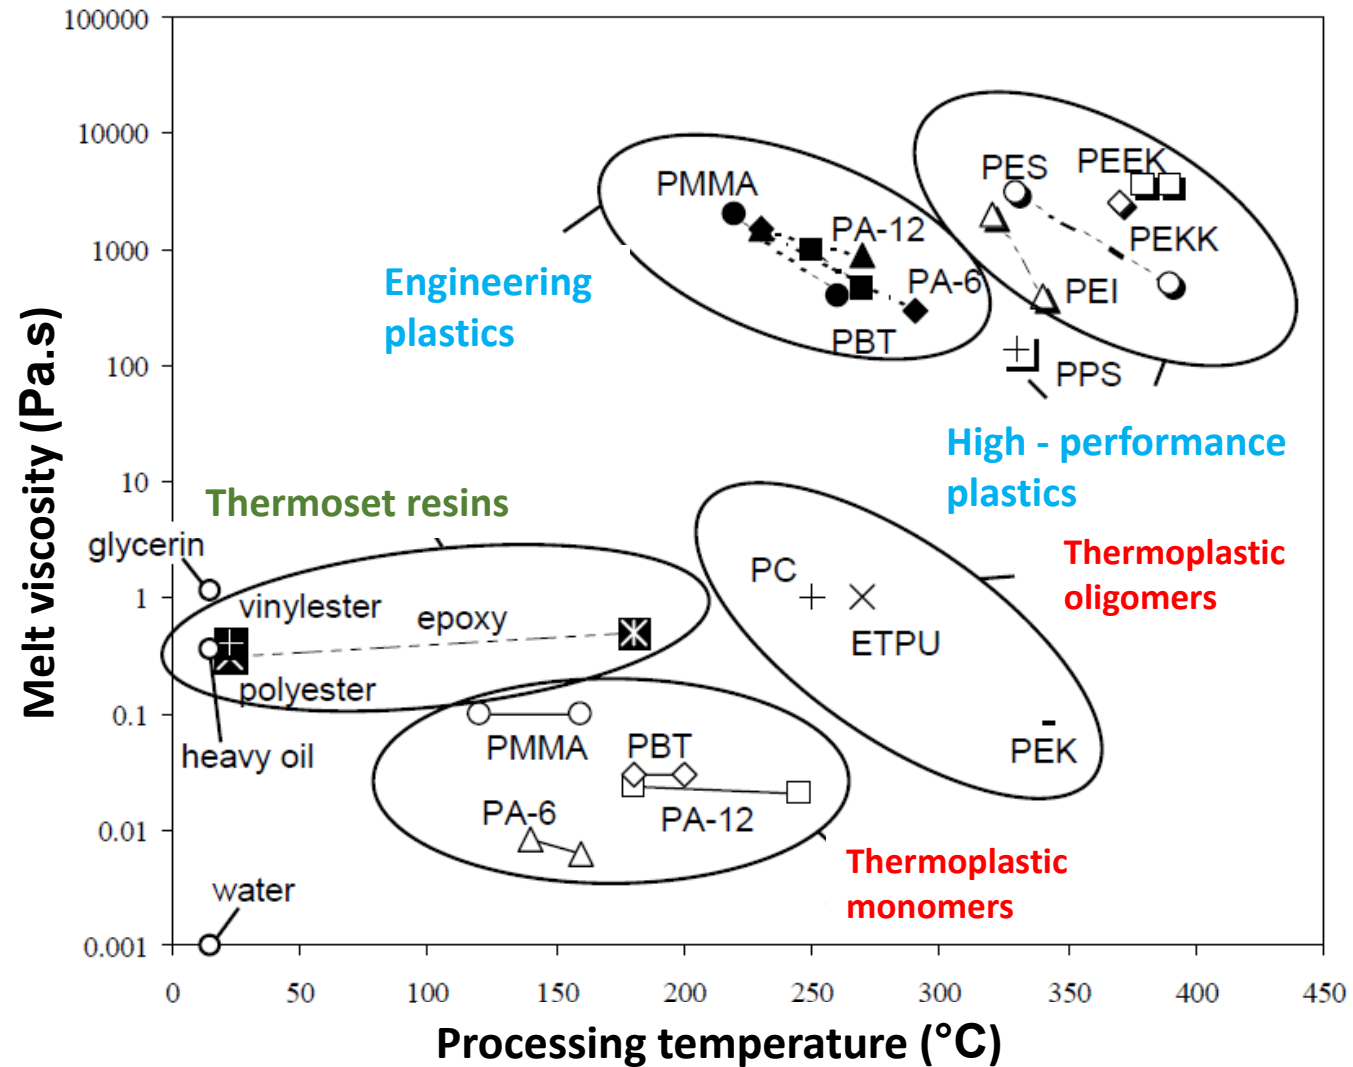 100000
10000
1000
100
10
1
0.1
0.01
0.001
Melt viscosity (Pa.s)
PMMA
PA-12
PA-6
PBT
Engineering
plastics
PES
PEEK
PEKK
PEI
PPS
High - performance
plastics
Thermoset resins
glycerin
vinylester
epoxy
polyester
heavy oil
PC
ETPU
PEK
Thermoplastic
oligomers
PMMA
PBT
PA-6
PA-12
Thermoplastic
monomers
water
0 50 100 150 200 250 300 350 400 450
Processing temperature (°C)